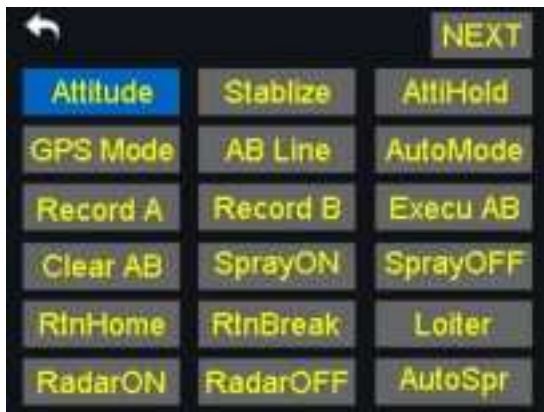 NEXT
Attitude Stablize AttiHold
GPS Mode AB Line AutoMode
Record A Record B Execu AB
Clear AB SprayON SprayOFF
RtnHome RtnBreak Loiter
RadarON RadarOFF AutoSpr